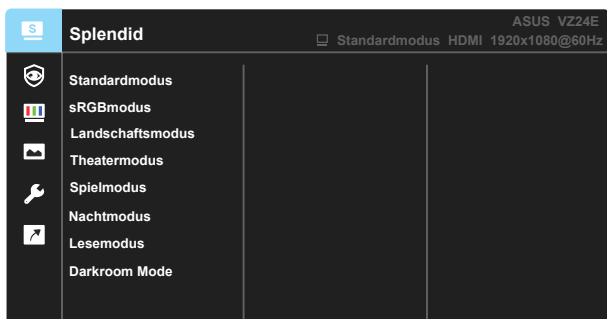 S
Splendid
ASUS VZ24E
Standardmodus HDMI 1920x1080@60Hz
Standardmodus
sRGBmodus
Landschaftsmodus
Theatermodus
Spielmodus
Nachtmodus
Lesemodus
Darkroom Mode